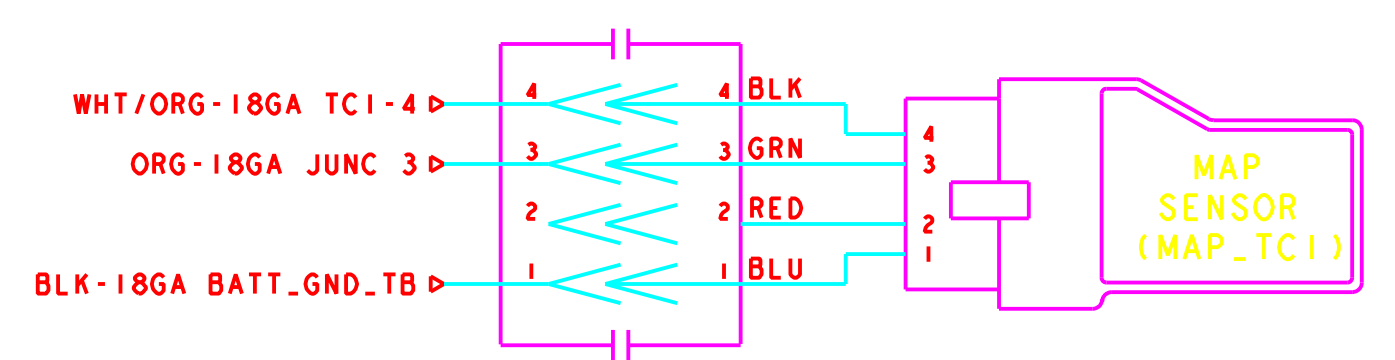 WHT/ORG-18GA TC1-4 4 4 BLK 4
ORG-18GA JUNC 3 3 3 GRN 3
2 2 RED 2
BLK-18GA BATT_GND_TB 1 1 BLU 1
MAP
SENSOR
(MAP_TC1)